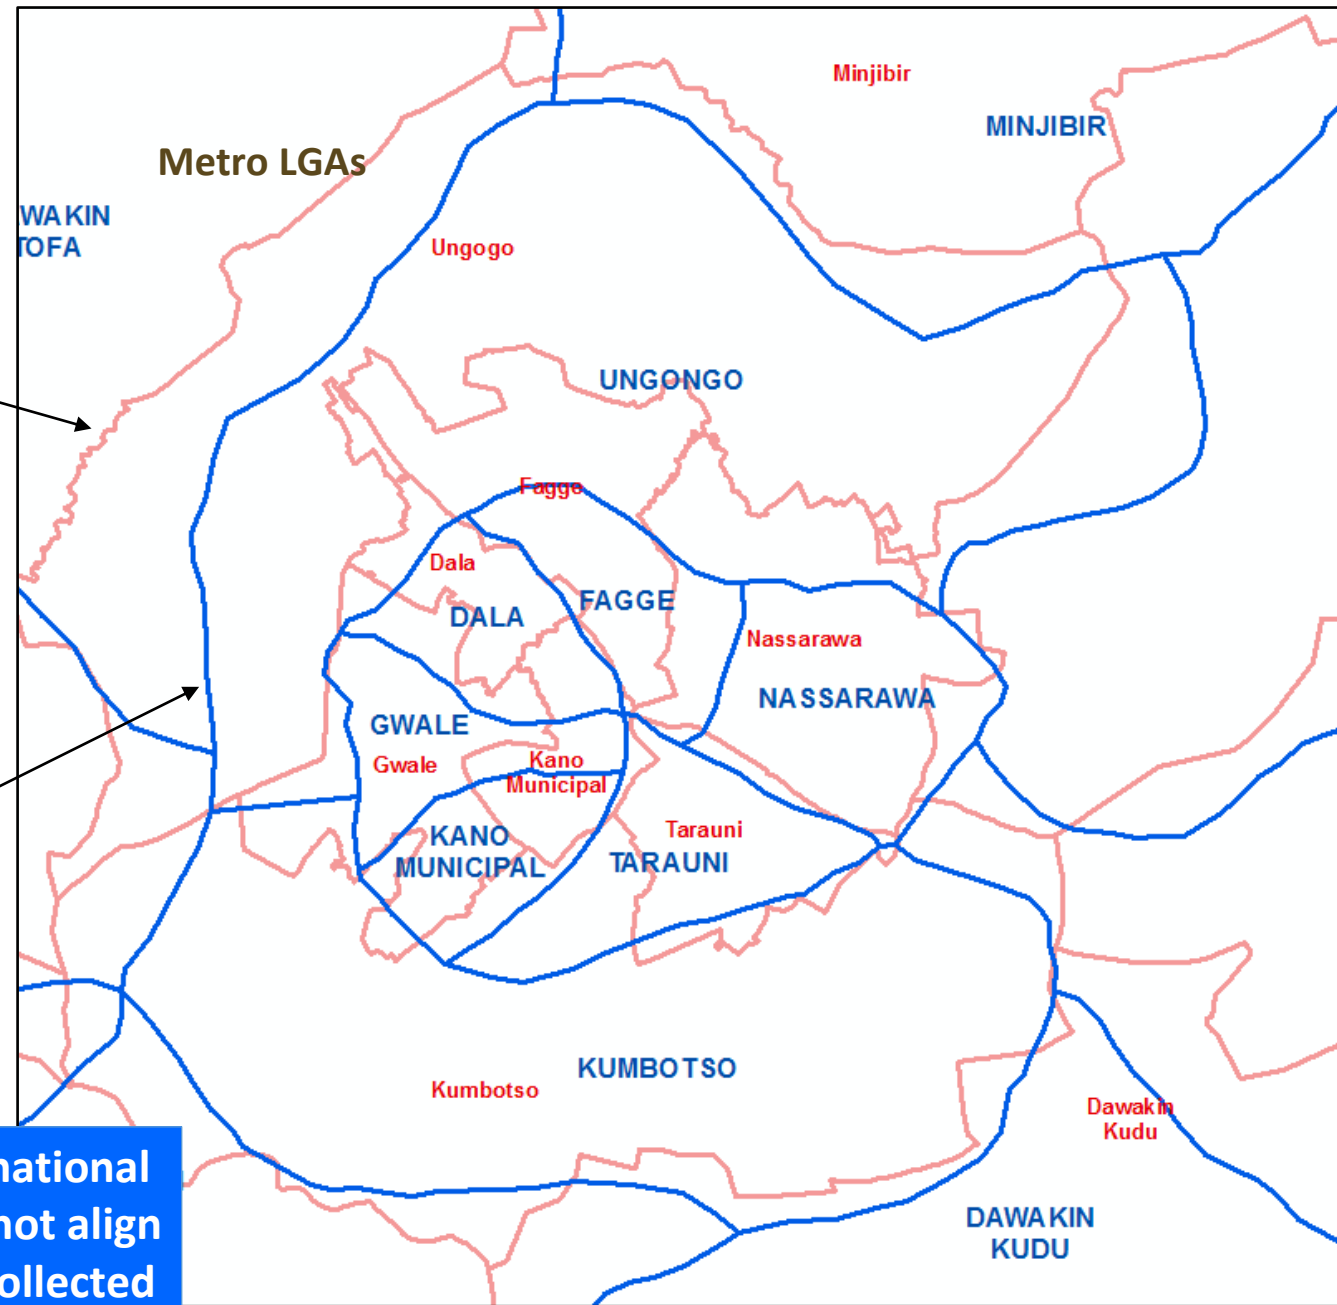 Minjibir
MINJIBIR
Metro LGAs
WAKIN
TOFA
Ungogo
UNGONGO
Fagge
Dala
FAGGE
DALA
Nassarawa
NASSARAWA
GWALE
Gwale
Kano
Municipal
Tarauni
KANO
MUNICIPAL
TARAUNI
KUMBOTSO
Kumbotso
Dawakin
Kudu
national
not align
ollected
DAWAKIN
KUDU